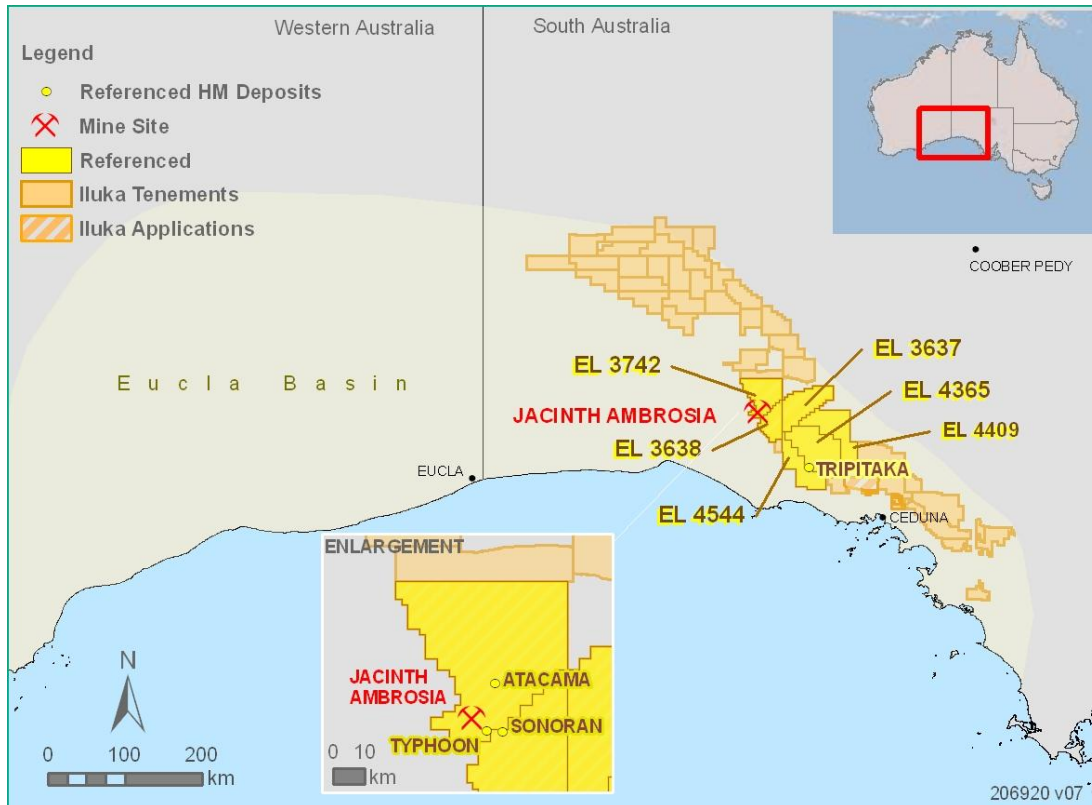 Western Australia
South Australia
Legend
Referenced HM Deposits
Mine Site
Referenced
Iluka Tenements
Iluka Applications
COOBER PEDY
Eucla Basin
EL 3742
EL 3637
EL 4365
JACINTH AMBROSIA
EL 4409
EL 3638
TRIPITAKA
EUCLA
EL 4544
CEDUNA
ENLARGEMENT
JACINTH
AMBROSIA
ATACAMA
SONORAN
TYPHOON
0 10
km
N
0 100 200
km
206920 v07